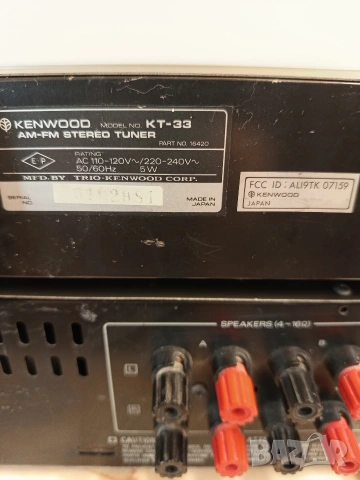 KENWOOD MODEL NO. KT-33
AM-FM STEREO TUNER PART NO. 16420
RATING
E P
AC 110-120V~/220-240V~
50/60Hz 5W
MFD. BY TRIO-KENWOOD CORP.
SERIAL
MADE IN
JAPAN
FCC ID : ALI9TK 07159
KENWOOD
JAPAN
SPEAKERS (4~16Ω)
A
L
R
CAUTION
BAZAR